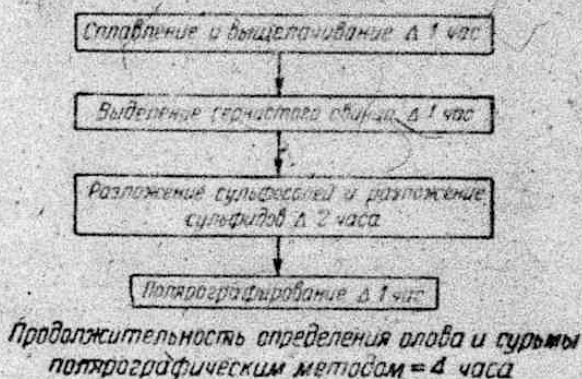 Сплавление и выщелачивание Δ 1 час
Выделение сернистого свинца Δ 1 час
Разложение сульфосолей и разложение
сульфидов Δ 2 часа
Полярографирование Δ 1 час
Продолжительность определения олова и сурьмы
полярографическим методом = 4 часа